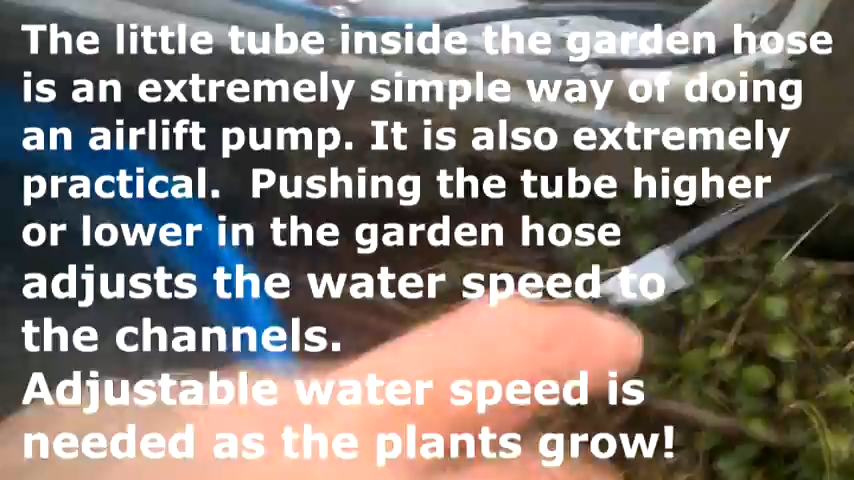 The little tube inside the garden hose
is an extremely simple way of doing
an airlift pump. It is also extremely
practical.  Pushing the tube higher
or lower in the garden hose
adjusts the water speed to
the channels.
Adjustable water speed is
needed as the plants grow!